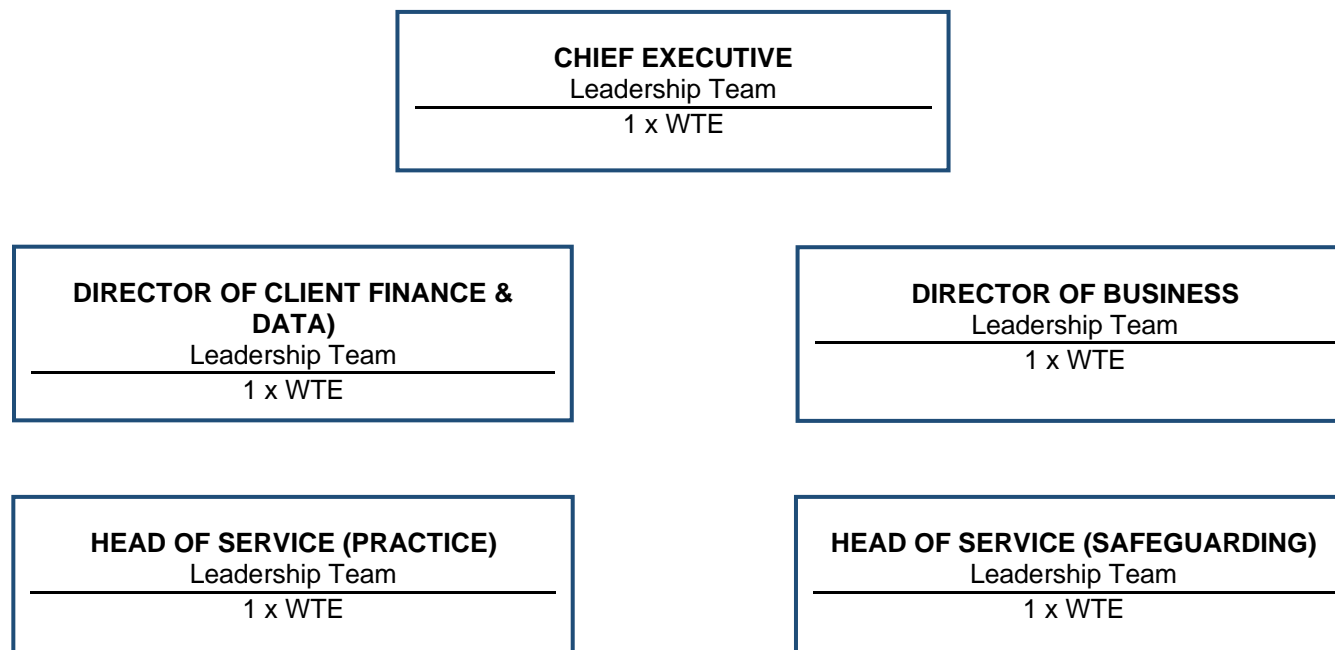 CHIEF EXECUTIVE
Leadership Team
1 x WTE
DIRECTOR OF CLIENT FINANCE &
DATA)
Leadership Team
1 x WTE
DIRECTOR OF BUSINESS
Leadership Team
1 x WTE
HEAD OF SERVICE (PRACTICE)
Leadership Team
1 x WTE
HEAD OF SERVICE (SAFEGUARDING)
Leadership Team
1 x WTE